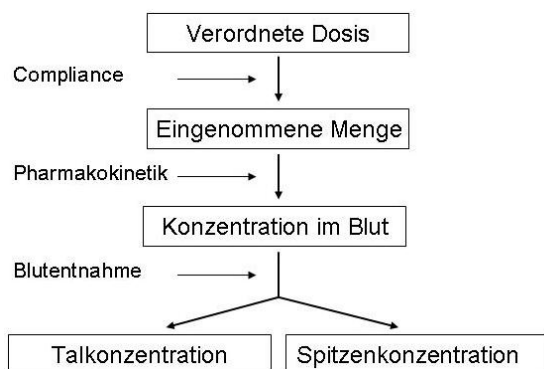 Verordnete Dosis
Compliance
Eingenommene Menge
Pharmakokinetik
Konzentration im Blut
Blutentnahme
Talkonzentration
Spitzenkonzentration